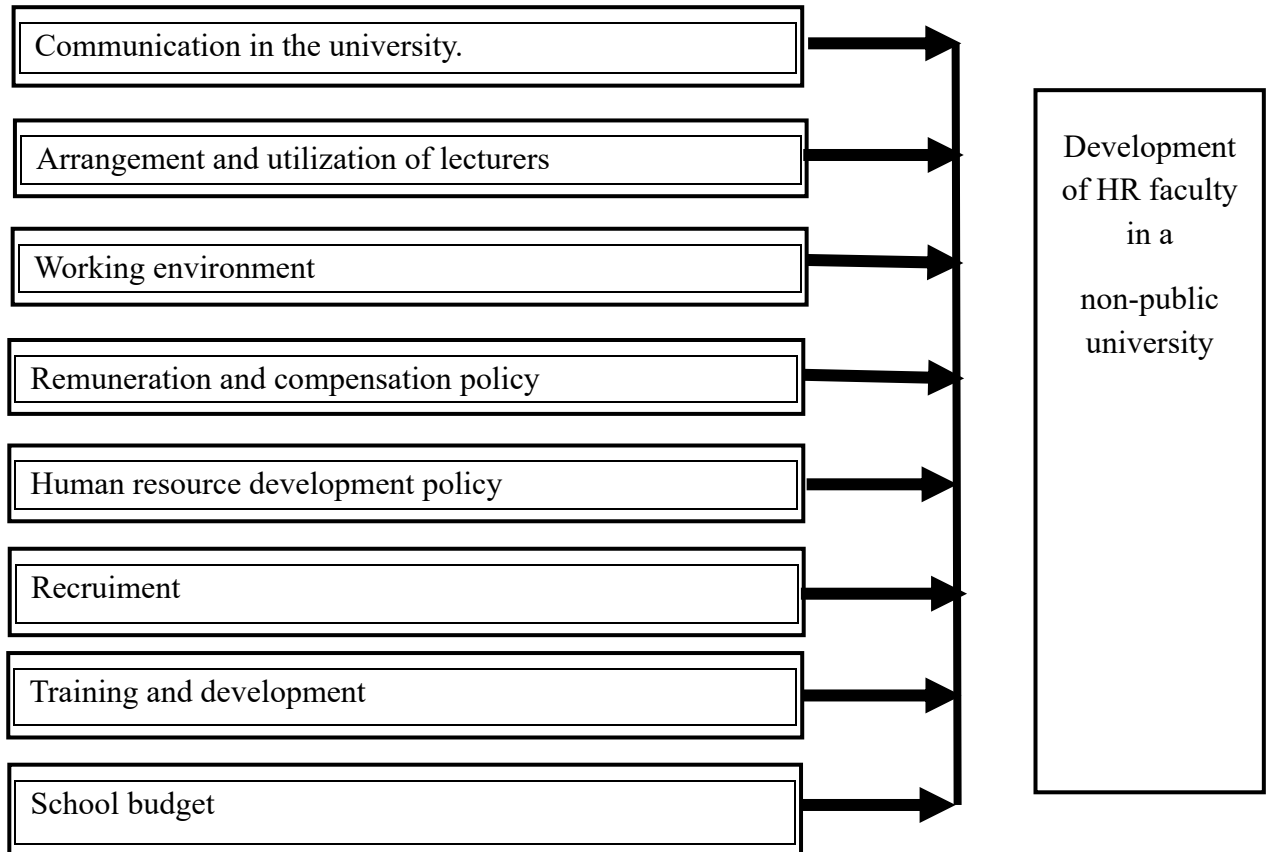 Communication in the university.
Arrangement and utilization of lecturers
Working environment
Remuneration and compensation policy
Human resource development policy
Recruiment
Training and development
School budget
Development
of HR faculty
in a
non-public
university